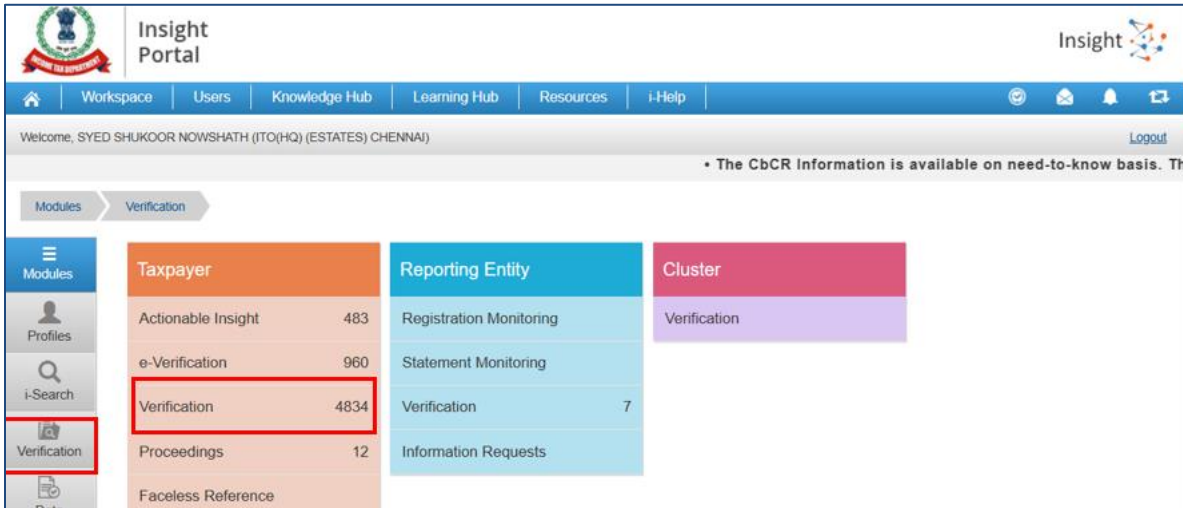 Insight
Portal
INCOME TAX DEPARTMENT
Insight
Workspace Users Knowledge Hub Learning Hub Resources i-Help
Welcome, SYED SHUKOOR NOWSHATH (ITO(HQ) (ESTATES) CHENNAI) Logout
• The CbCR Information is available on need-to-know basis. Th
Modules Verification
Modules
Profiles
i-Search
Verification
Taxpayer
Actionable Insight 483
e-Verification 960
Verification 4834
Proceedings 12
Faceless Reference
Reporting Entity
Registration Monitoring
Statement Monitoring
Verification 7
Information Requests
Cluster
Verification